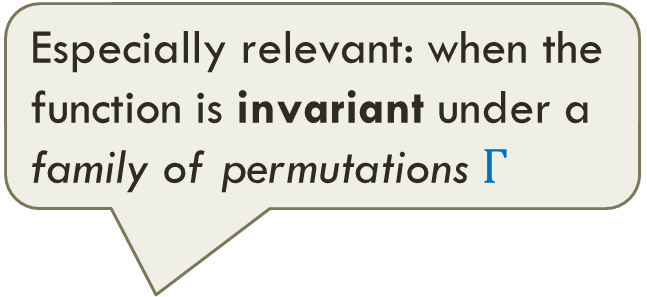 Especially relevant: when the
function is invariant under a
family of permutations Γ